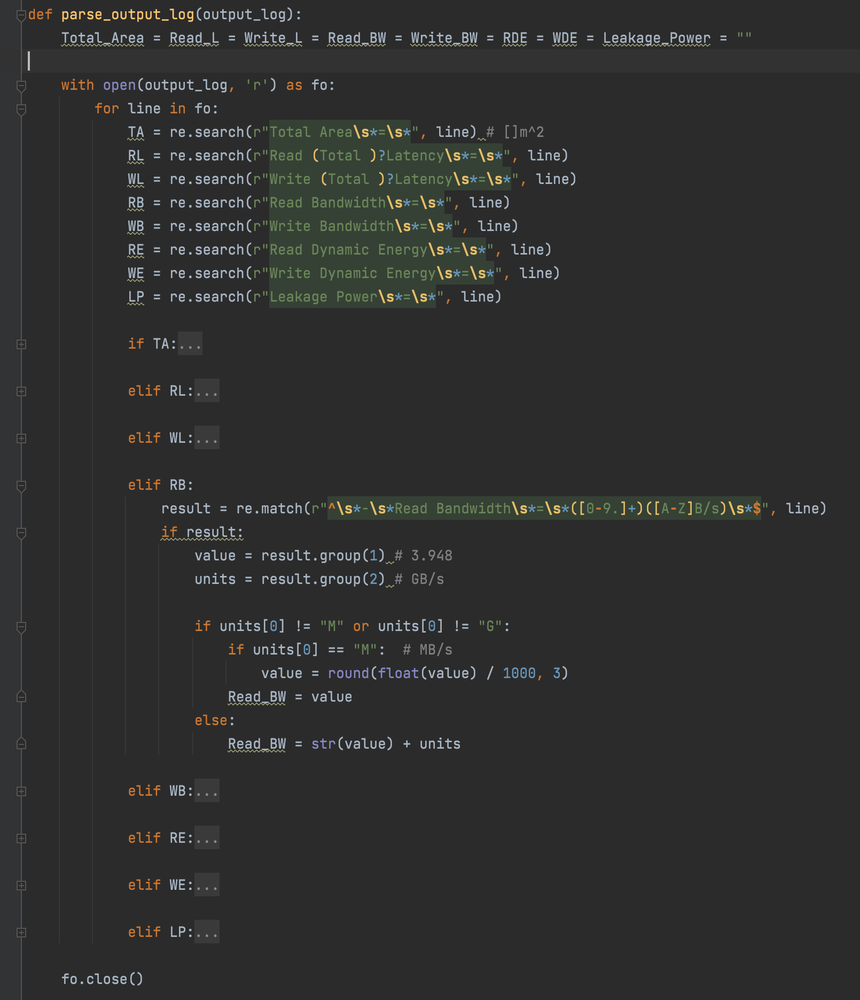 def parse_output_log(output_log):
    Total_Area = Read_L = Write_L = Read_BW = Write_BW = RDE = WDE = Leakage_Power = ""

    with open(output_log, 'r') as fo:
        for line in fo:
            TA = re.search(r"Total Area\s*=\s*", line) # []m^2
            RL = re.search(r"Read (Total )?Latency\s*=\s*", line)
            WL = re.search(r"Write (Total )?Latency\s*=\s*", line)
            RB = re.search(r"Read Bandwidth\s*=\s*", line)
            WB = re.search(r"Write Bandwidth\s*=\s*", line)
            RE = re.search(r"Read Dynamic Energy\s*=\s*", line)
            WE = re.search(r"Write Dynamic Energy\s*=\s*", line)
            LP = re.search(r"Leakage Power\s*=\s*", line)

            if TA:...

            elif RL:...

            elif WL:...

            elif RB:
                result = re.match(r"^\s*-\s*Read Bandwidth\s*=\s*([0-9.]+)([A-Z]B/s)\s*$", line)
                if result:
                    value = result.group(1) # 3.948
                    units = result.group(2) # GB/s

                    if units[0] != "M" or units[0] != "G":
                        if units[0] == "M":  # MB/s
                            value = round(float(value) / 1000, 3)
                        Read_BW = value
                    else:
                        Read_BW = str(value) + units

            elif WB:...

            elif RE:...

            elif WE:...

            elif LP:...

    fo.close()